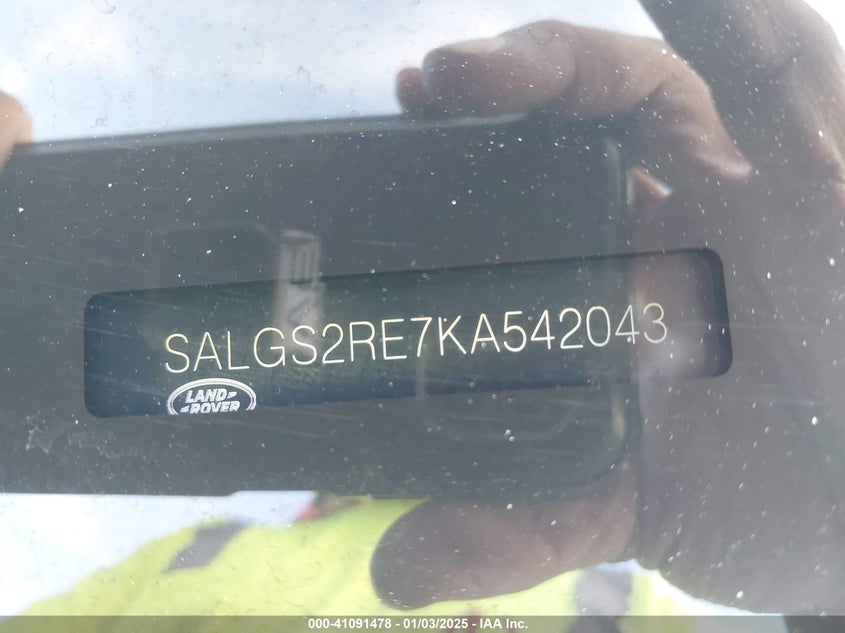 SALGS2RE7KA542043
LAND
ROVER
000-41091478 - 01/03/2025 - IAA Inc.